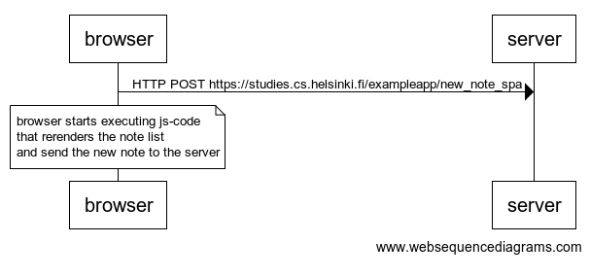 browser
server
HTTP POST https://studies.cs.helsinki.fi/exampleapp/new_note_spa
browser starts executing js-code
that rerenders the note list
and send the new note to the server
browser
server
www.websequencediagrams.com